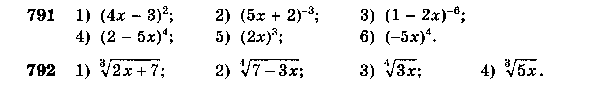 791 1) (4x − 3)²; 2) (5x + 2)⁻³; 3) (1 − 2x)⁻⁶;
4) (2 − 5x)⁴; 5) (2x)³; 6) (−5x)⁴.
792 1) ∛(2x + 7); 2) ∜(7 − 3x); 3) ∜(3x); 4) ∛(5x).